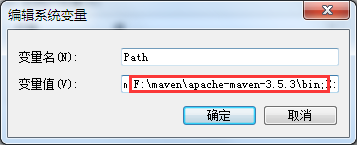 编辑系统变量
变量名(N): Path
变量值(V): n F:\maven\apache-maven-3.5.3\bin;
确定 取消